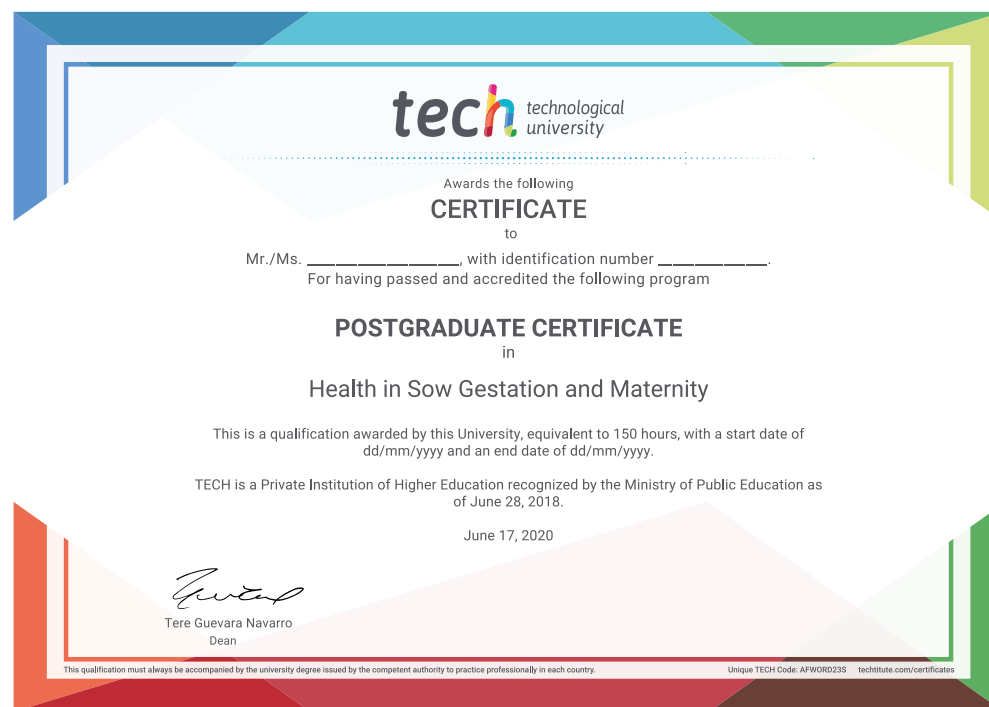 tech technological
university
Awards the following
CERTIFICATE
to
Mr./Ms. ____________________, with identification number ______________.
For having passed and accredited the following program
POSTGRADUATE CERTIFICATE
in
Health in Sow Gestation and Maternity
This is a qualification awarded by this University, equivalent to 150 hours, with a start date of
dd/mm/yyyy and an end date of dd/mm/yyyy.
TECH is a Private Institution of Higher Education recognized by the Ministry of Public Education as
of June 28, 2018.
June 17, 2020
Tere Guevara Navarro
Dean
This qualification must always be accompanied by the university degree issued by the competent authority to practice professionally in each country.
Unique TECH Code: AFWORD23S techtitute.com/certificates